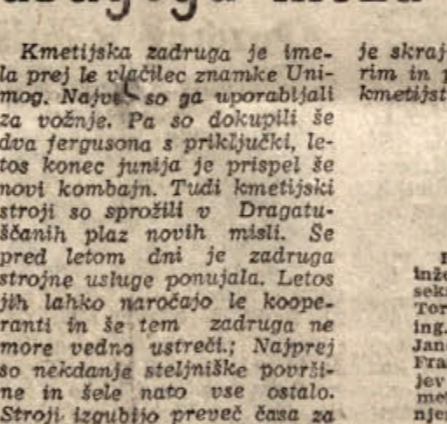 Kmetijska zadruga je ime-
la prej le vlačilec znamke Uni-
mog. so ga uporabljali
za vožnje. Pa so dokupili še
dva fergusona s priključki, le-
tos konec junija je prispel še
novi kombajn. Tudi kmetijski
stroji so sprožili v Dragatu-
ščanih plaz novih misli. Se
pred letom dni je zadruga
strojne usluge ponujala. Letos
jih lahko naročajo le koope-
ranti in še tem zadruga ne
more vedno ustreči.; Najprej
so nekdanje steljniške površi-
ne in šele nato vse ostalo.
Stroji izgubijo preveč časa za
je skraj
rim in
kmetijst
inže
sek
Tor
ing.
Jan
Fra
jev
met
njer